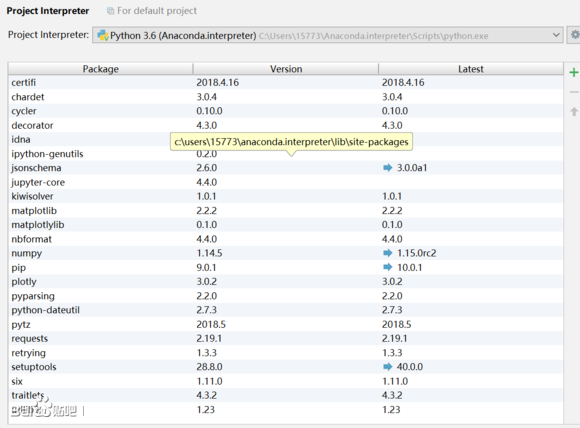 Project Interpreter For default project
Project Interpreter: Python 3.6 (Anaconda.interpreter) C:\Users\15773\Anaconda.interpreter\Scripts\python.exe
Package Version Latest
certifi 2018.4.16 2018.4.16
chardet 3.0.4 3.0.4
cycler 0.10.0 0.10.0
decorator 4.3.0 4.3.0
idna
c:\users\15773\anaconda.interpreter\lib\site-packages
ipython-genutils 0.2.0
jsonschema 2.6.0 3.0.0a1
jupyter-core 4.4.0
kiwisolver 1.0.1 1.0.1
matplotlib 2.2.2 2.2.2
matplotlylib 0.1.0 0.1.0
nbformat 4.4.0 4.4.0
numpy 1.14.5 1.15.0rc2
pip 9.0.1 10.0.1
plotly 3.0.2 3.0.2
pyparsing 2.2.0 2.2.0
python-dateutil 2.7.3 2.7.3
pytz 2018.5 2018.5
requests 2.19.1 2.19.1
retrying 1.3.3 1.3.3
setuptools 28.8.0 40.0.0
six 1.11.0 1.11.0
traitlets 4.3.2 4.3.2
1.23 1.23
Bai贴吧